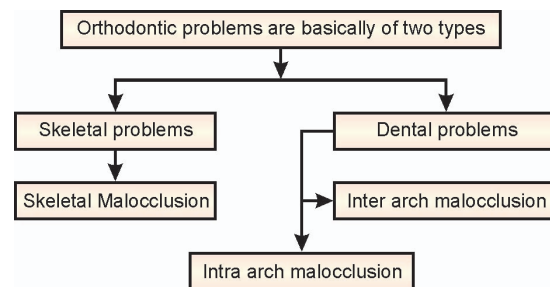 Orthodontic problems are basically of two types
Skeletal problems
Dental problems
Skeletal Malocclusion
Inter arch malocclusion
Intra arch malocclusion